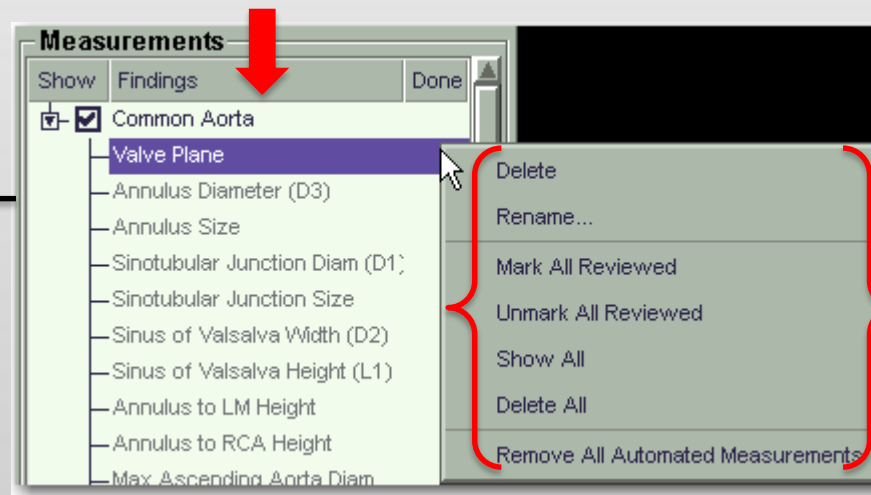 Measurements
Show Findings Done
Common Aorta
Valve Plane
Annulus Diameter (D3)
Annulus Size
Sinotubular Junction Diam (D1)
Sinotubular Junction Size
Sinus of Valsalva Width (D2)
Sinus of Valsalva Height (L1)
Annulus to LM Height
Annulus to RCA Height
Max Ascending Aorta Diam
Delete
Rename...
Mark All Reviewed
Unmark All Reviewed
Show All
Delete All
Remove All Automated Measurements